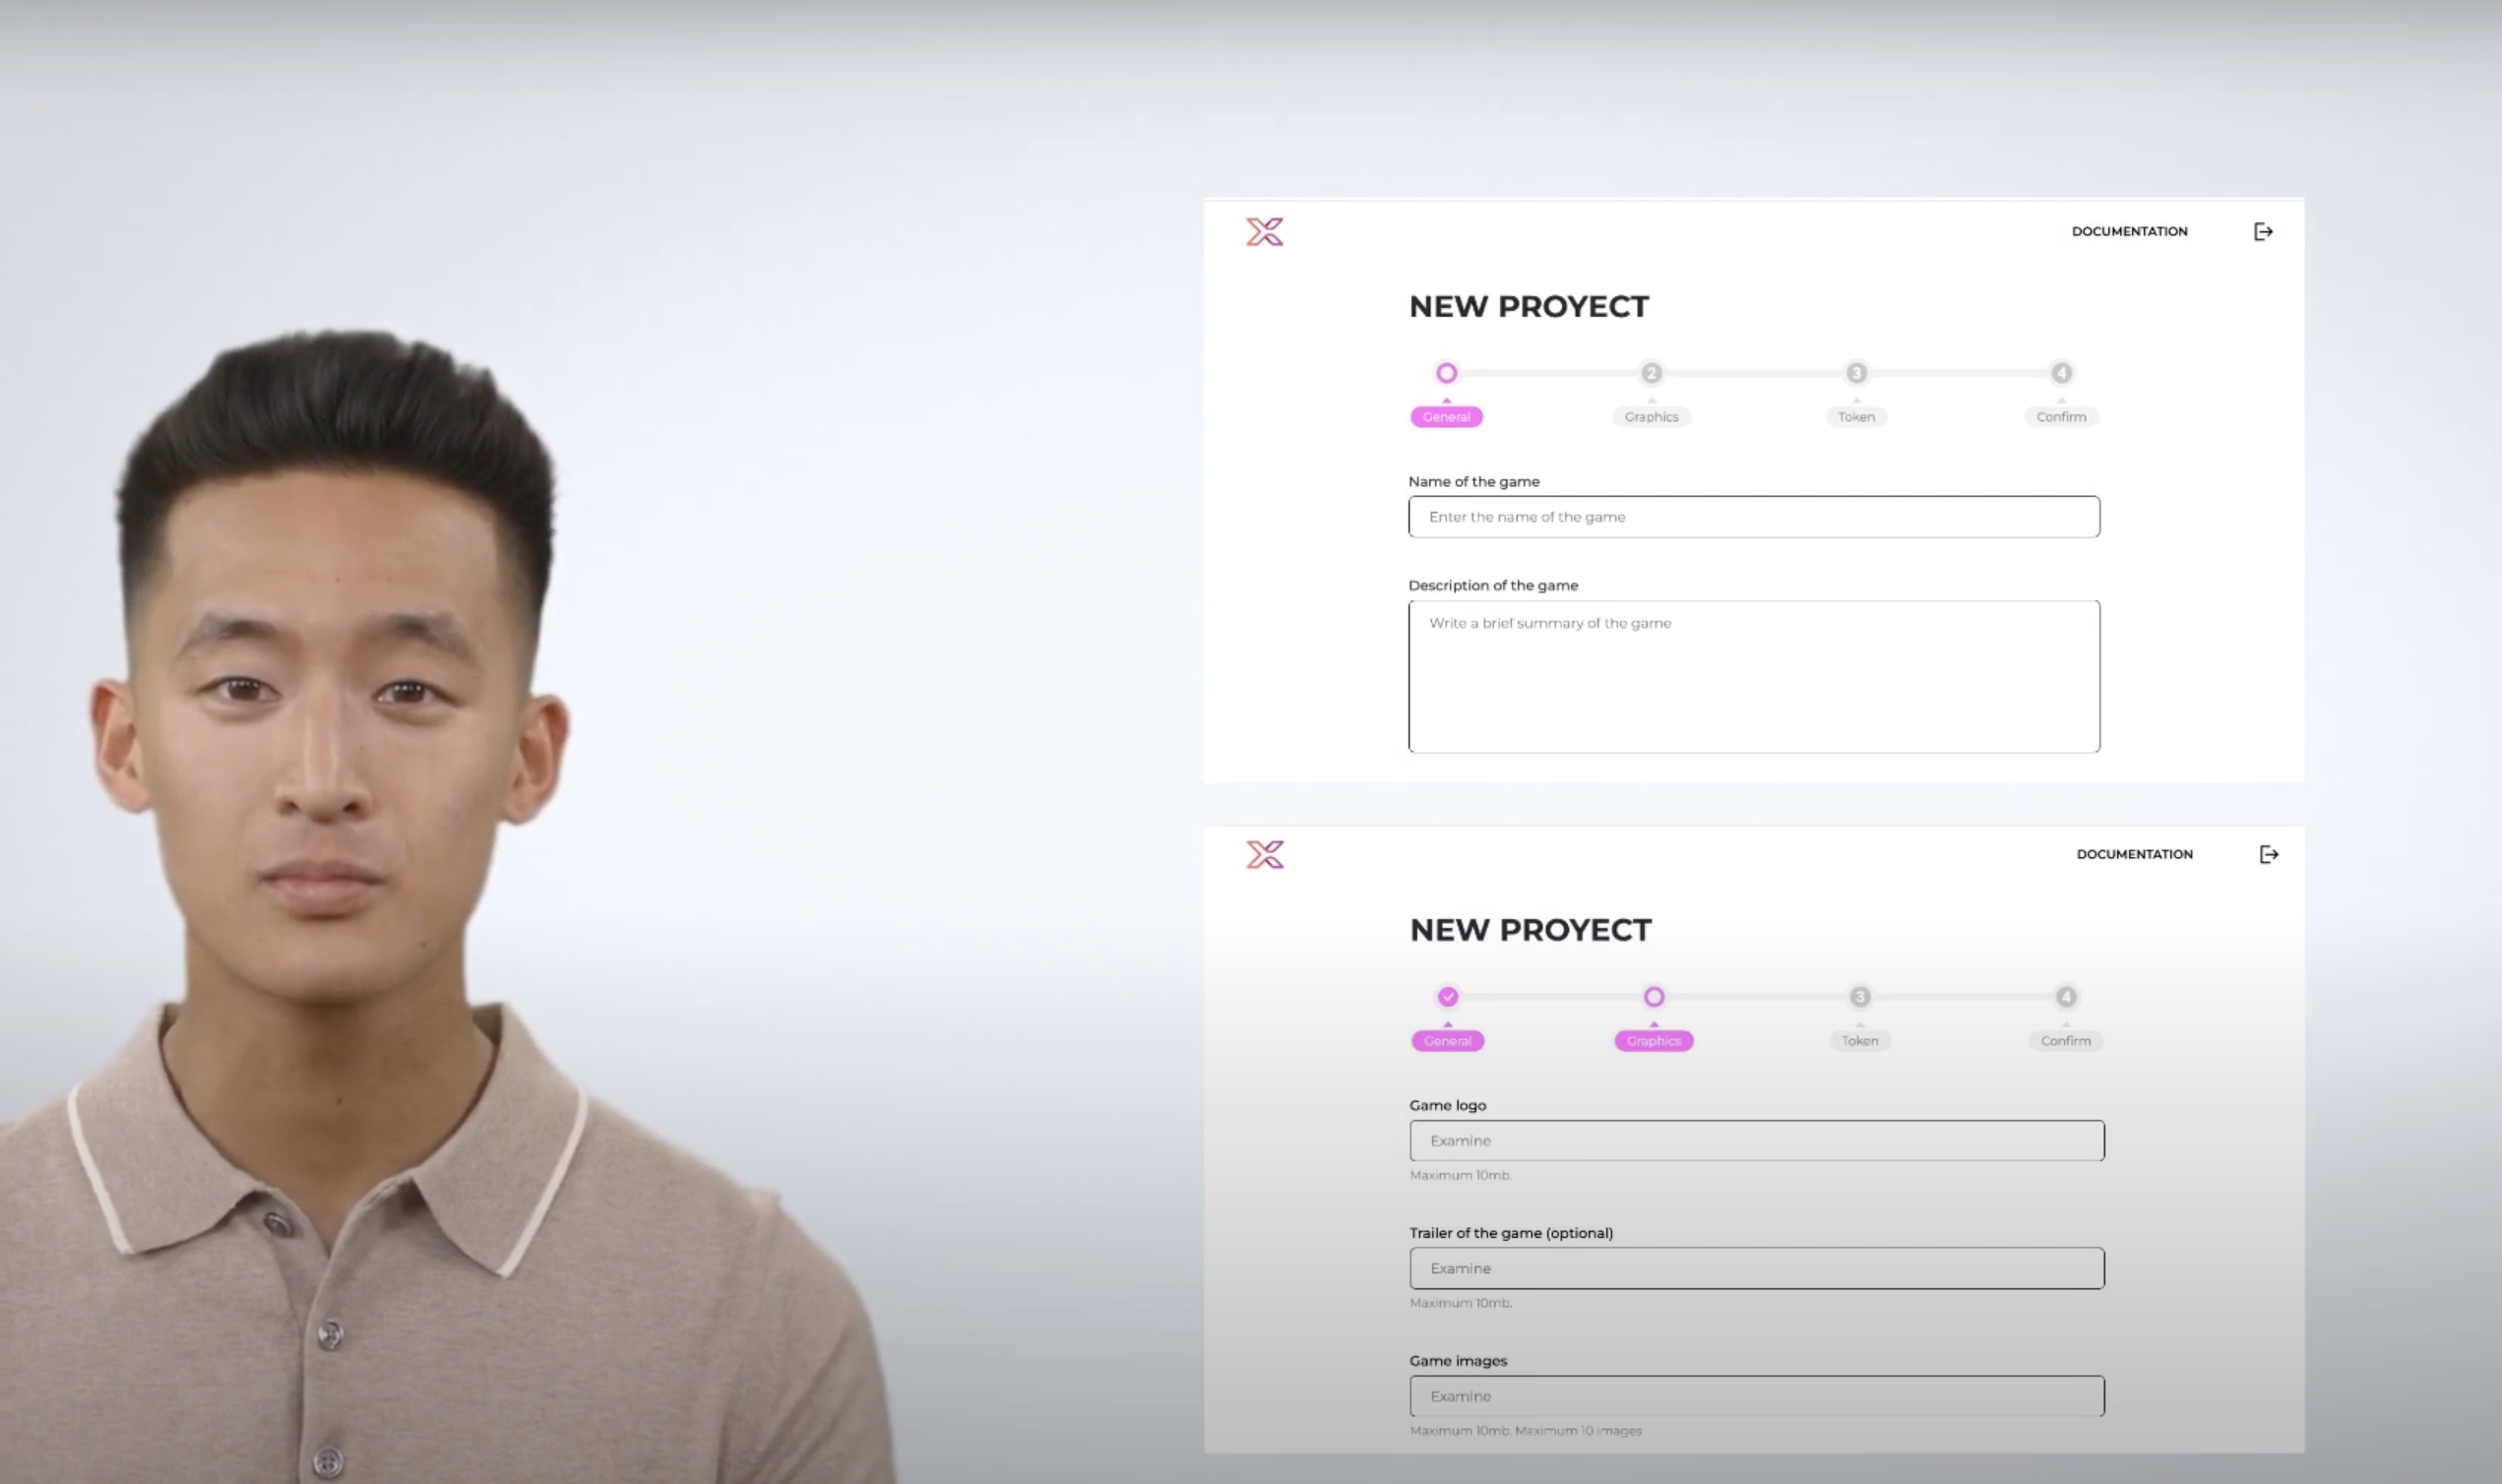 DOCUMENTATION
NEW PROYECT
2 3 4
General Graphics Token Confirm
Name of the game
Enter the name of the game
Description of the game
Write a brief summary of the game
DOCUMENTATION
NEW PROYECT
3 4
General Graphics Token Confirm
Game logo
Examine
Maximum 10mb.
Trailer of the game (optional)
Examine
Maximum 10mb.
Game images
Examine
Maximum 10mb. Maximum 10 images